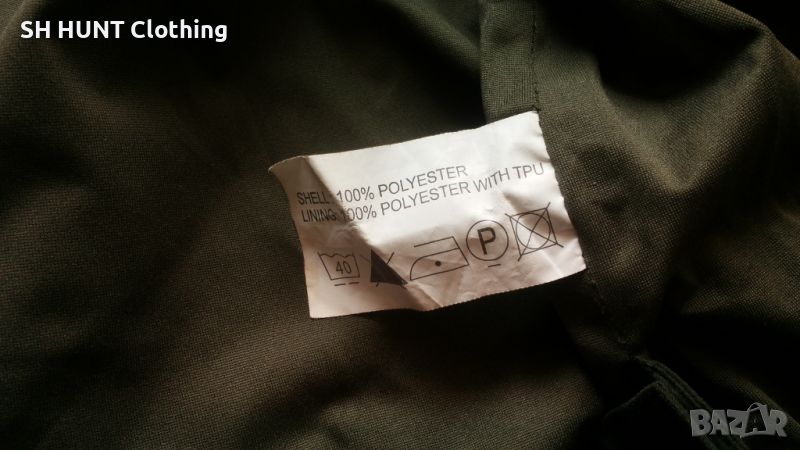 SH HUNT Clothing
SHELL: 100% POLYESTER
LINING: 100% POLYESTER WITH TPU
40
P
BAZAR